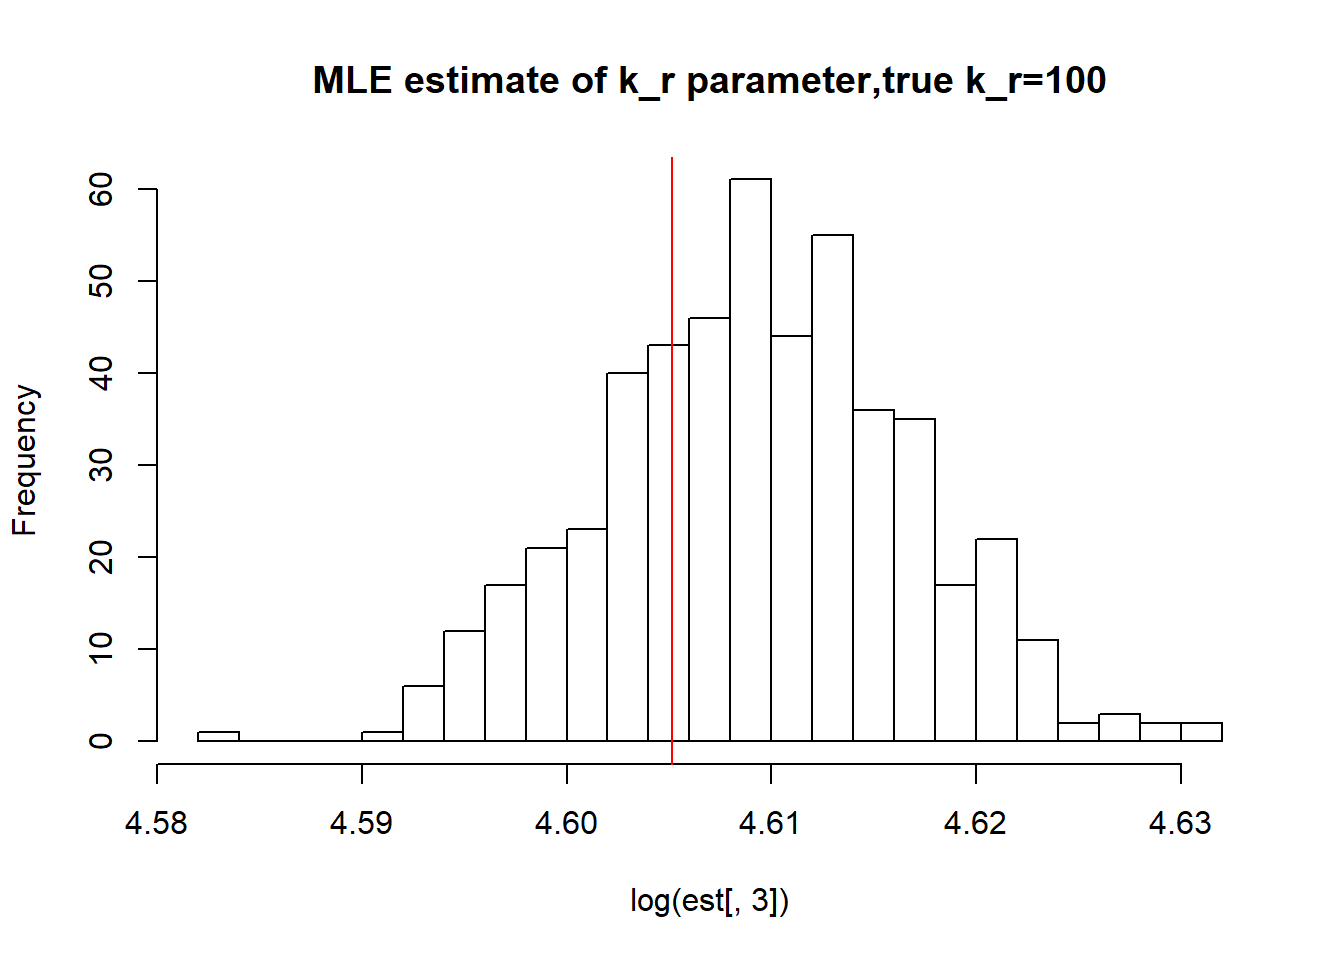 MLE estimate of k_r parameter,true k_r=100
Frequency
60
50
40
30
20
10
0
4.58 4.59 4.60 4.61 4.62 4.63
log(est[, 3])